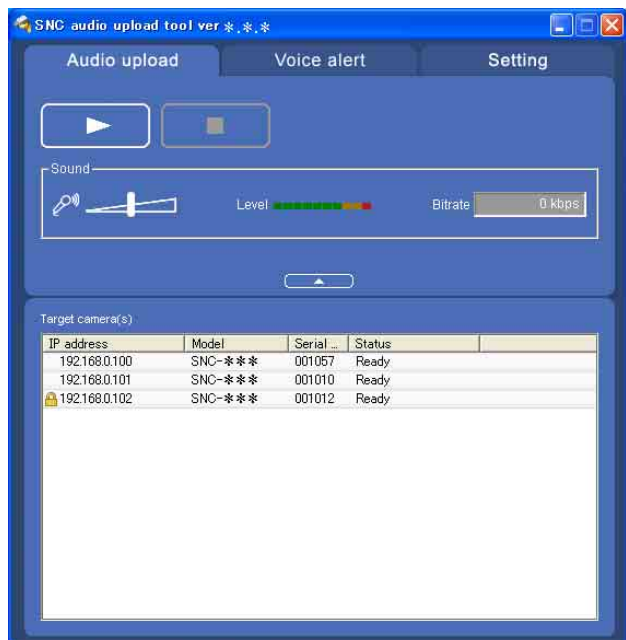 SNC audio upload tool ver *.*.*
Audio upload Voice alert Setting
Sound
Level Bitrate 0 kbps
Target camera(s)
IP address Model Serial ... Status
192.168.0.100 SNC-*** 001057 Ready
192.168.0.101 SNC-*** 001010 Ready
192.168.0.102 SNC-*** 001012 Ready